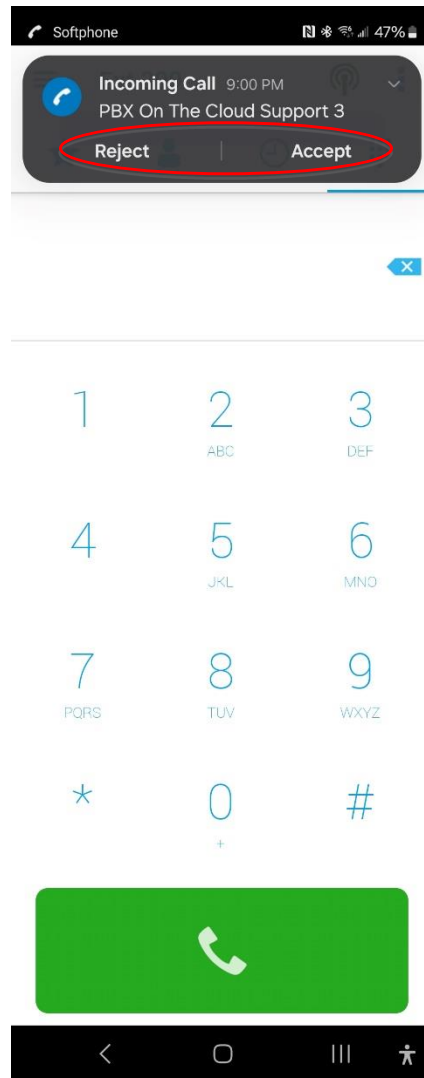 Softphone
47%
Incoming Call 9:00 PM
PBX On The Cloud Support 3
Reject
Accept
1 2 3
ABC DEF
4 5 6
JKL MNO
7 8 9
PQRS TUV WXYZ
* 0 #
+